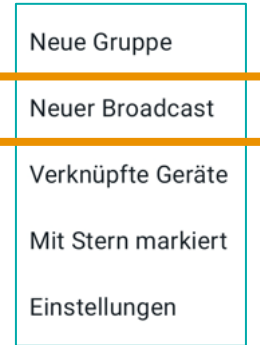 Neue Gruppe
Neuer Broadcast
Verknüpfte Geräte
Mit Stern markiert
Einstellungen